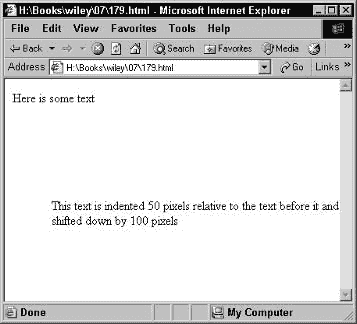 H:\Books\wiley\07\179.html - Microsoft Internet Explorer
File Edit View Favorites Tools Help
Back Search Favorites Media
Address H:\Books\wiley\07\179.html Go Links
Here is some text
This text is indented 50 pixels relative to the text before it and
shifted down by 100 pixels
Done My Computer